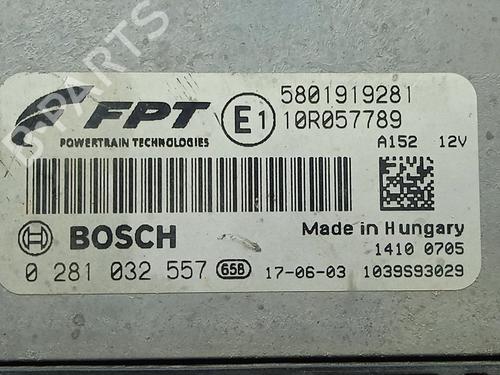 FPT
POWERTRAIN TECHNOLOGIES
E1
5801919281
10R057789
A152 12V
BOSCH
Made in Hungary
1410 0705
0 281 032 557 658
17-06-03 1039S93029
B-PARTS